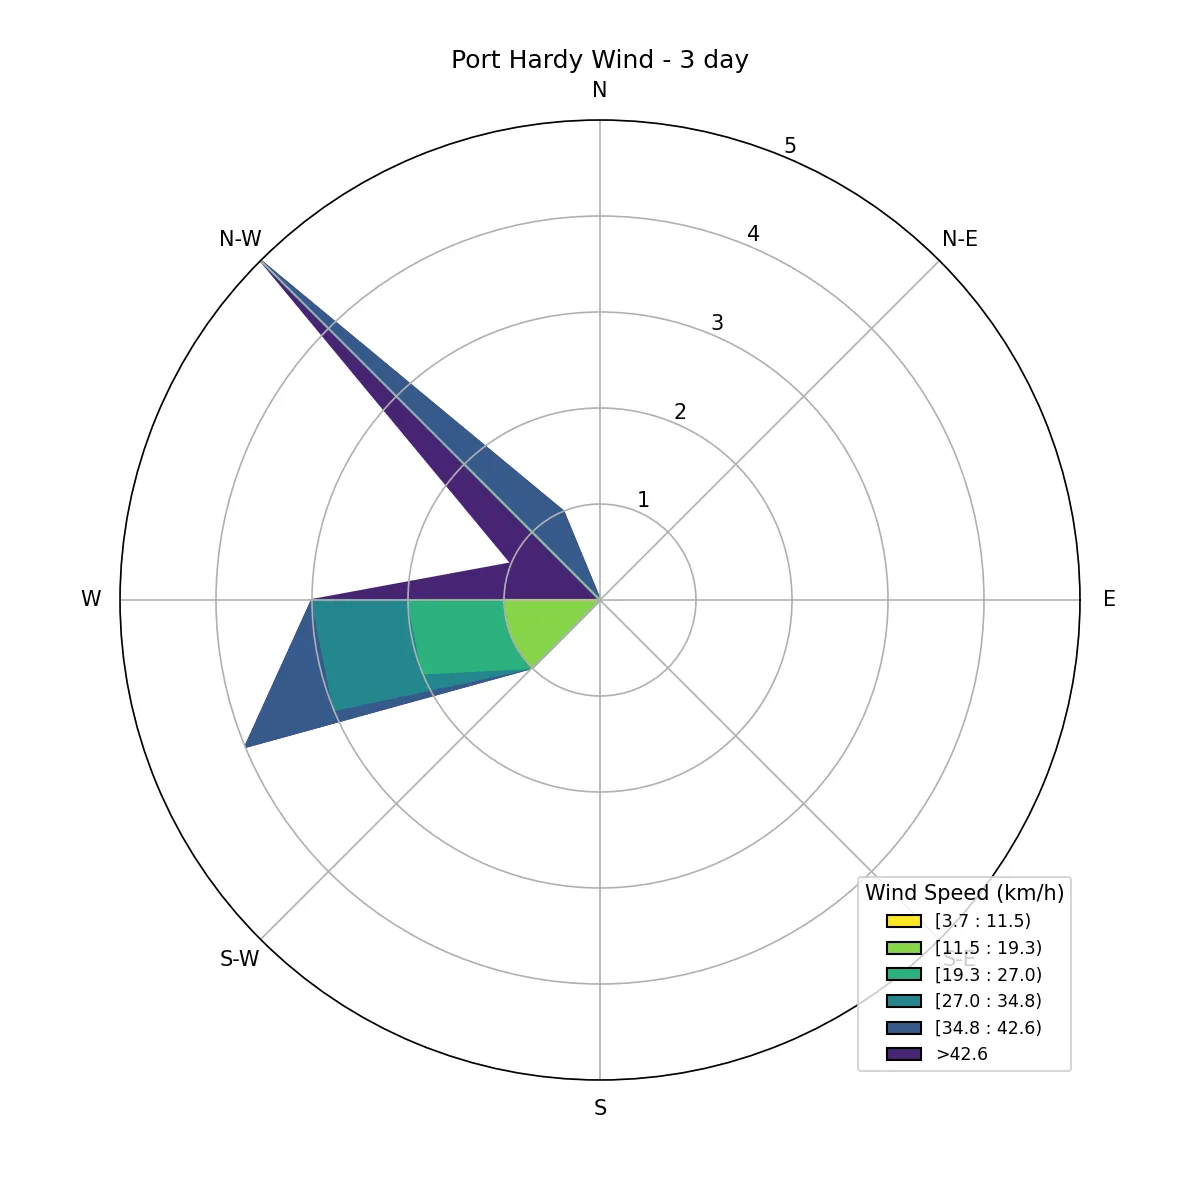 Port Hardy Wind - 3 day
N
5
N-W
4
N-E
3
2
1
W
E
S-W
S-E
S
Wind Speed (km/h)
[3.7 : 11.5)
[11.5 : 19.3)
[19.3 : 27.0)
[27.0 : 34.8)
[34.8 : 42.6)
>42.6